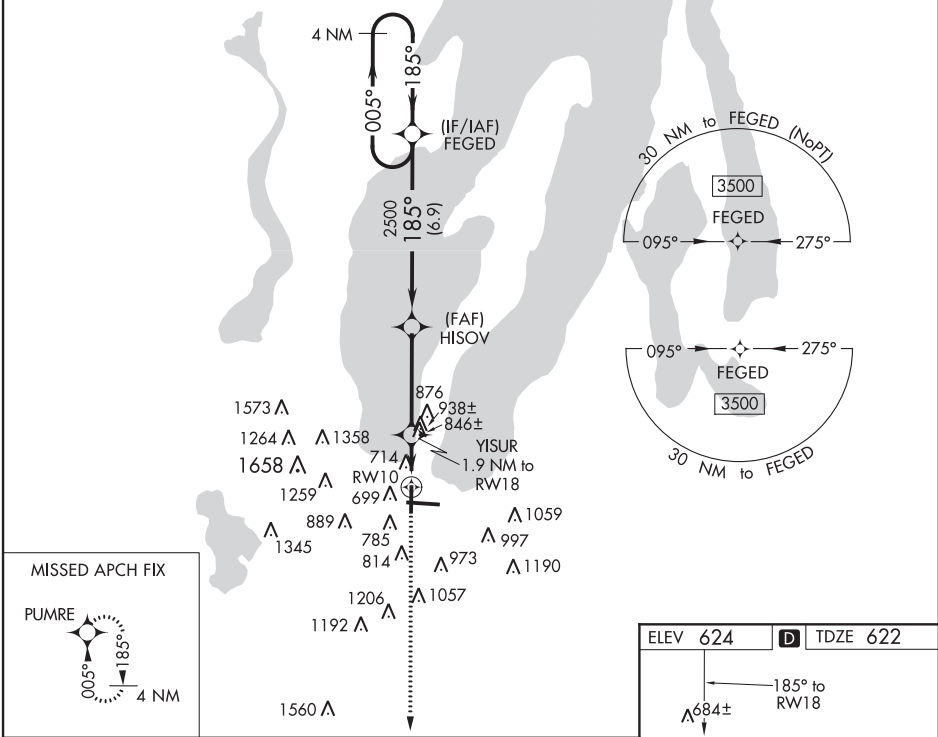 4 NM
185°
005°
(IF/IAF)
FEGED
2500
185°
(6.9)
(FAF)
HISOV
30 NM to FEGED (NoPT)
3500
FEGED
095°
275°
095°
275°
FEGED
3500
30 NM to FEGED
876
938±
846±
1573
1264
1358
1658
714
YISUR
1.9 NM to
RW18
RW10
1259
699
889
785
1345
814
973
1059
997
1190
1206
1057
1192
1560
MISSED APCH FIX
PUMRE
185°
005°
4 NM
ELEV 624
D
TDZE 622
185° to
RW18
684±